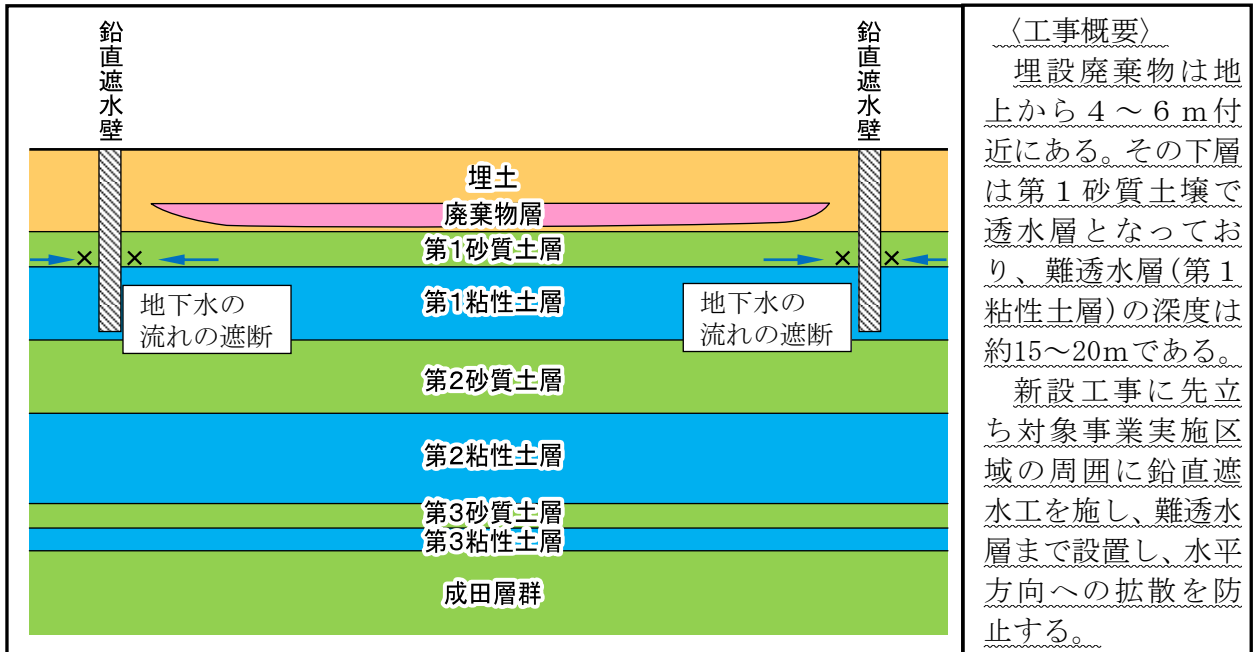 鉛直遮水壁
鉛直遮水壁
埋土
廃棄物層
第1砂質土層
× × × ×
地下水の
流れの遮断
第1粘性土層
地下水の
流れの遮断
第2砂質土層
第2粘性土層
第3砂質土層
第3粘性土層
成田層群
〈工事概要〉
埋設廃棄物は地
上から4~6m付
近にある。その下層
は第1砂質土壌で
透水層となってお
り、難透水層(第1
粘性土層)の深度は
約15~20mである。
新設工事に先立
ち対象事業実施区
域の周囲に鉛直遮
水工を施し、難透水
層まで設置し、水平
方向への拡散を防
止する。